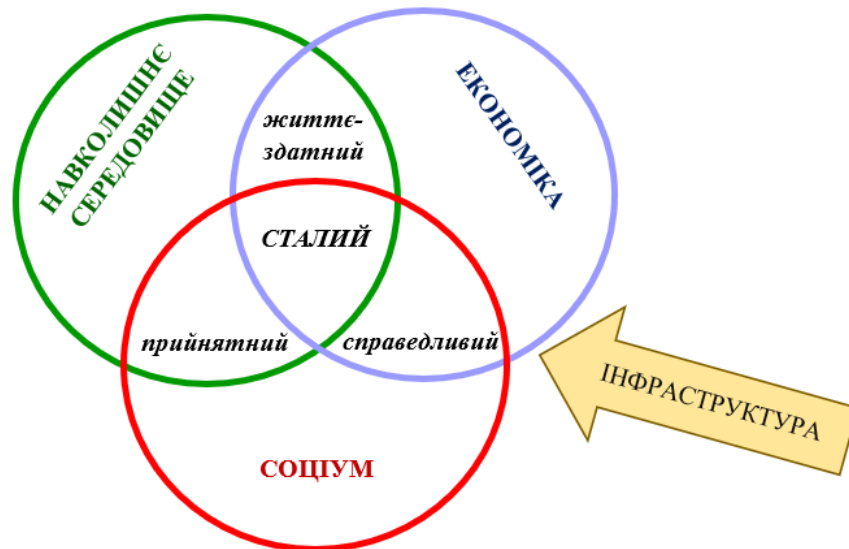 НАВКОЛИШНЄ
СЕРЕДОВИЩЕ
ЕКОНОМІКА
життє-
здатний
СТАЛИЙ
прийнятний
справедливий
ІНФРАСТРУКТУРА
СОЦІУМ